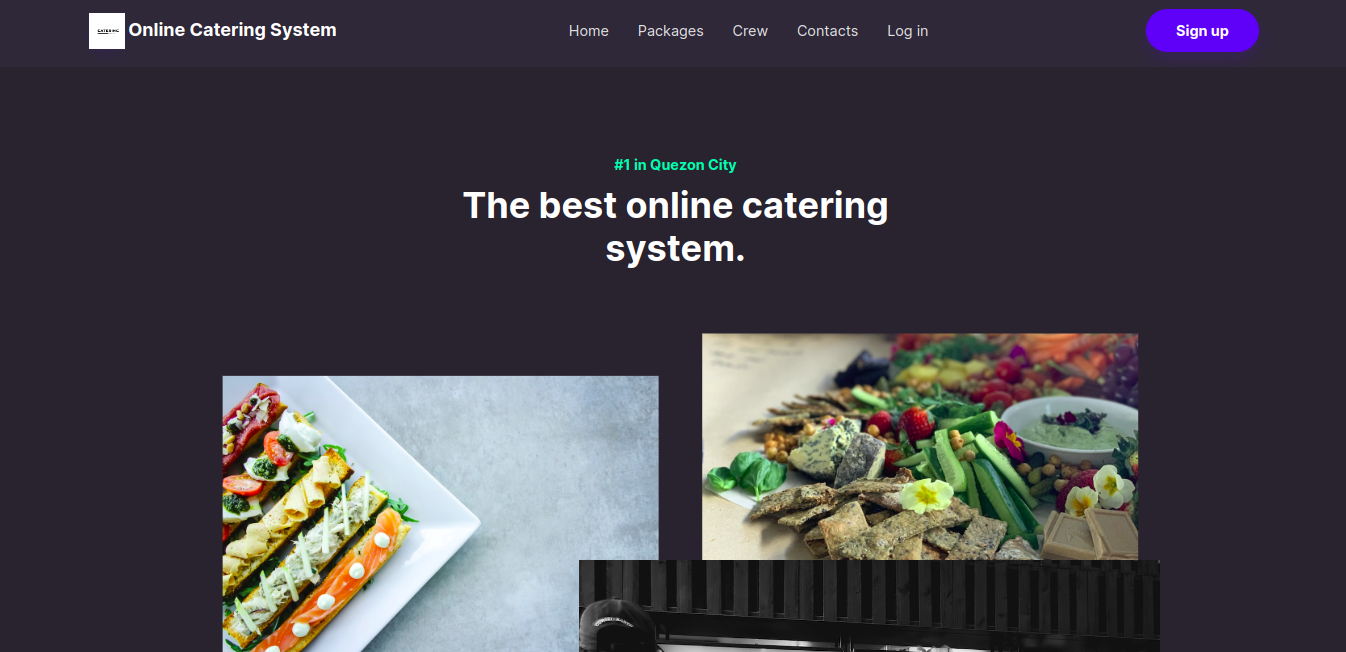 CATERING
Online Catering System
Home
Packages
Crew
Contacts
Log in
Sign up
#1 in Quezon City
The best online catering
system.